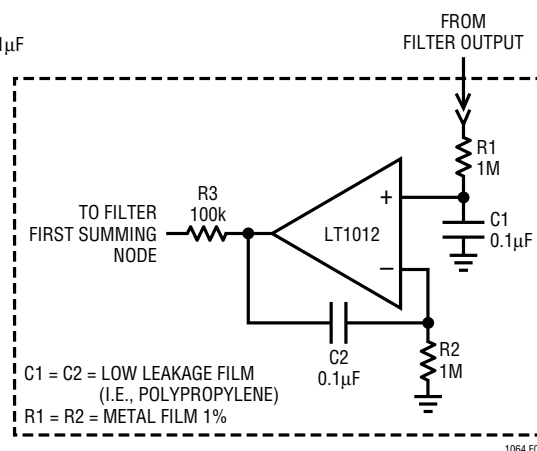 FROM
FILTER OUTPUT
1µF
R1
1M
R3
100k
+
TO FILTER
FIRST SUMMING
NODE
LT1012
C1
0.1µF
–
C2
0.1µF
R2
1M
C1 = C2 = LOW LEAKAGE FILM
(I.E., POLYPROPYLENE)
R1 = R2 = METAL FILM 1%
1064 F0